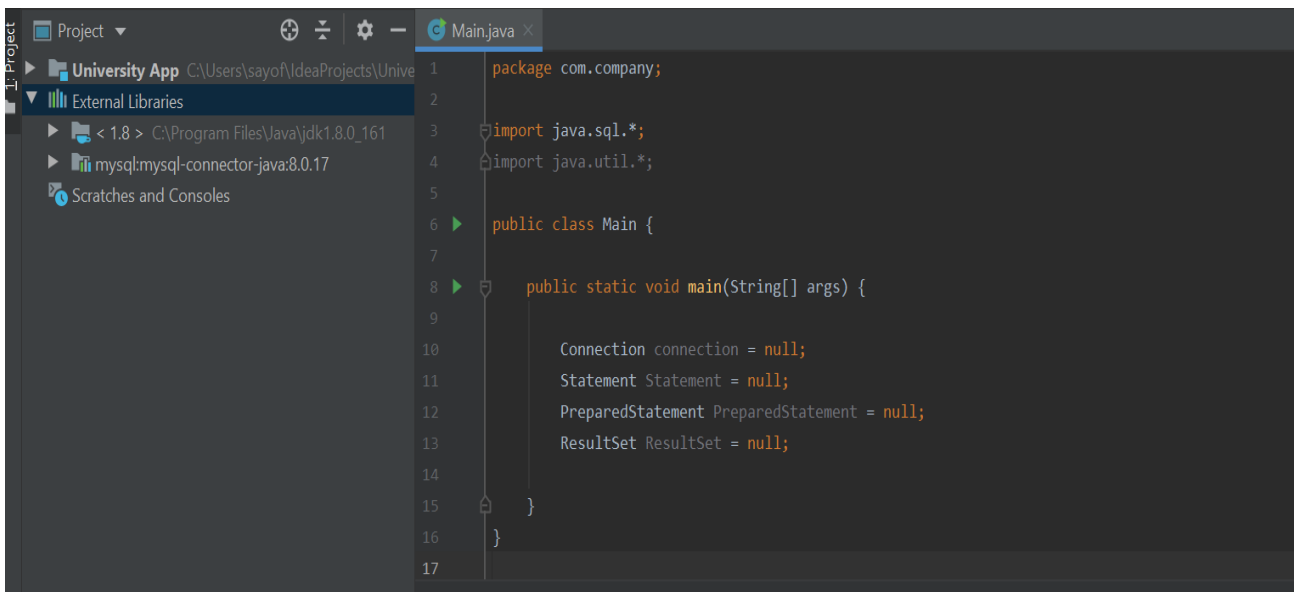 1: Project
Project
University App C:\Users\sayof\IdeaProjects\Unive
External Libraries
< 1.8 > C:\Program Files\Java\jdk1.8.0_161
mysql:mysql-connector-java:8.0.17
Scratches and Consoles
Main.java
1 package com.company;
2
3 import java.sql.*;
4 import java.util.*;
5
6 public class Main {
7
8 public static void main(String[] args) {
9
10 Connection connection = null;
11 Statement Statement = null;
12 PreparedStatement PreparedStatement = null;
13 ResultSet ResultSet = null;
14
15 }
16 }
17